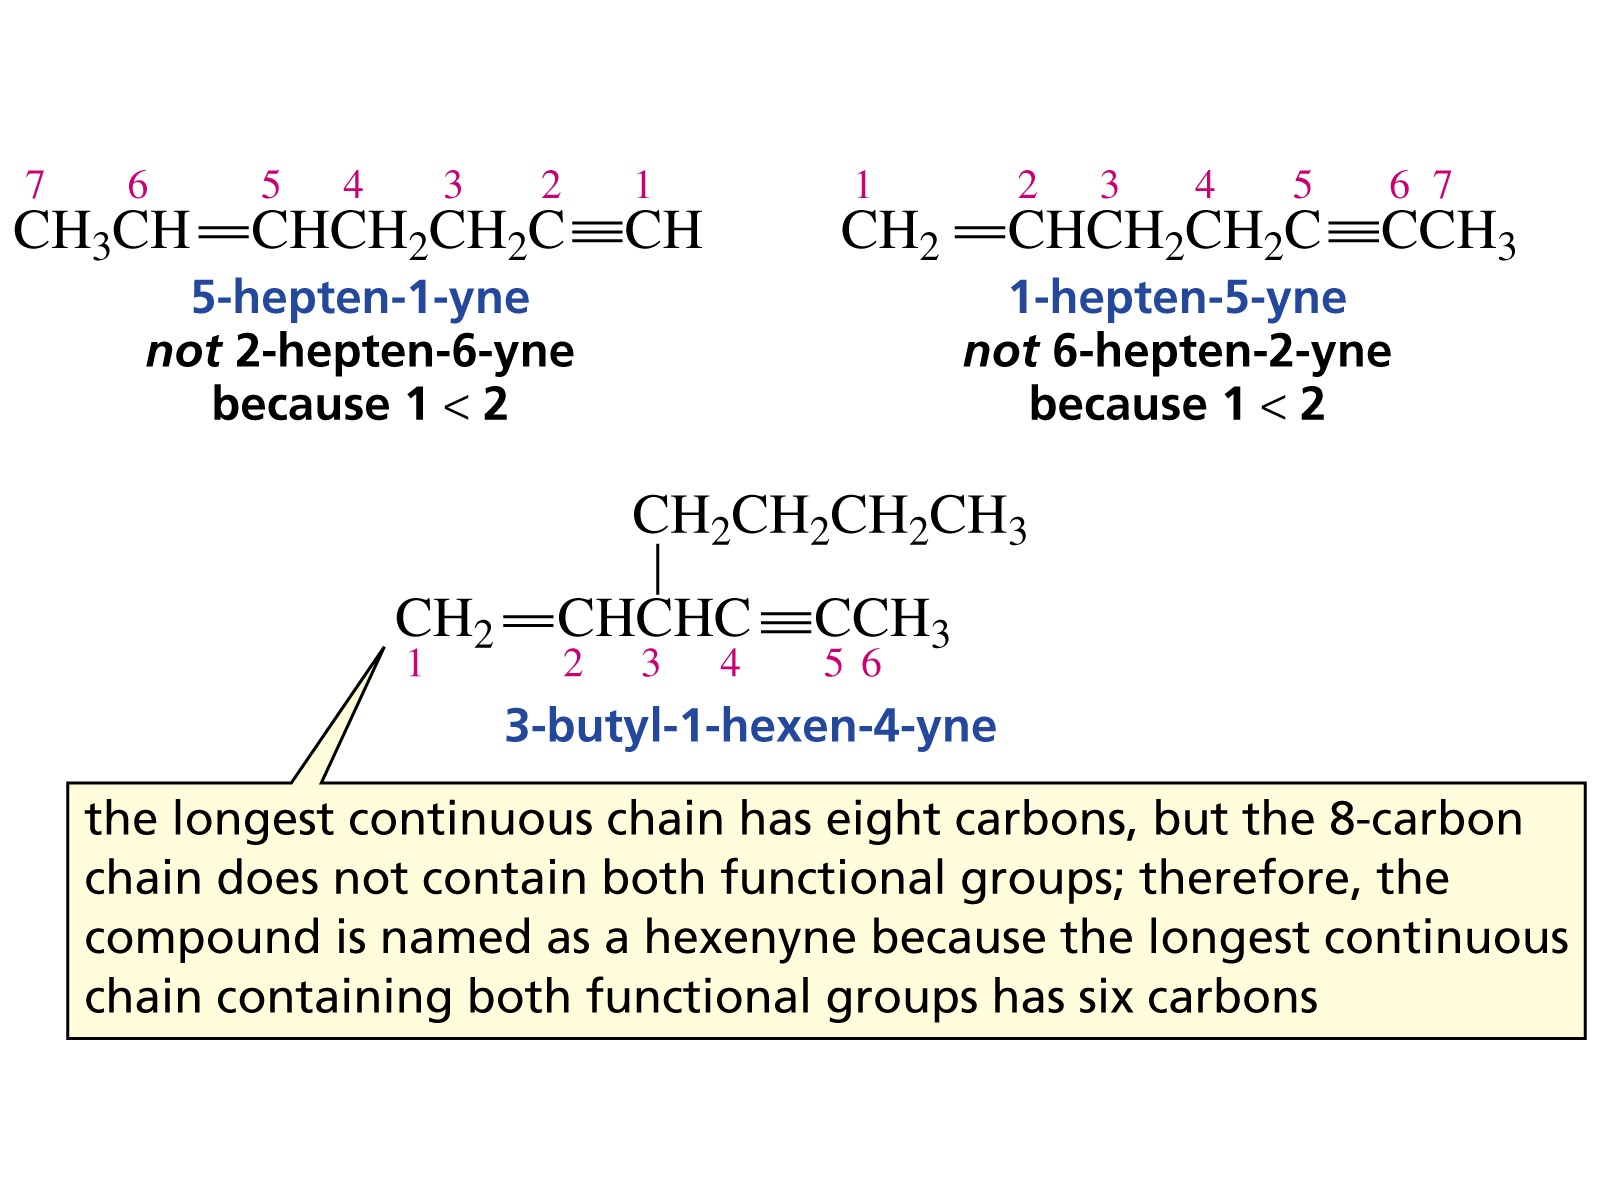 7 6 5 4 3 2 1
CH₃CH=CHCH₂CH₂C≡CH
5-hepten-1-yne
not 2-hepten-6-yne
because 1 < 2
1 2 3 4 5 6 7
CH₂=CHCH₂CH₂C≡CCH₃
1-hepten-5-yne
not 6-hepten-2-yne
because 1 < 2
CH₂CH₂CH₂CH₃
CH₂=CHCHC≡CCH₃
1 2 3 4 5 6
3-butyl-1-hexen-4-yne
the longest continuous chain has eight carbons, but the 8-carbon
chain does not contain both functional groups; therefore, the
compound is named as a hexenyne because the longest continuous
chain containing both functional groups has six carbons